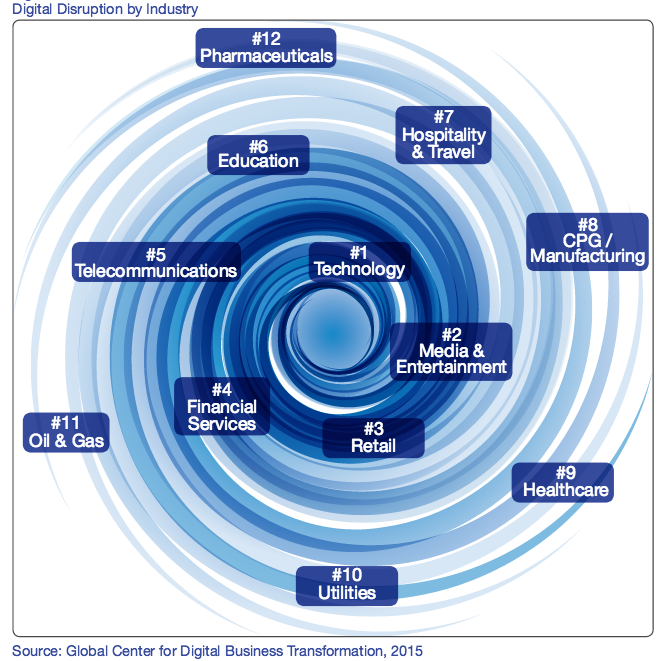 Digital Disruption by Industry
#12
Pharmaceuticals
#7
Hospitality
& Travel
#6
Education
#8
CPG /
Manufacturing
#5
Telecommunications
#1
Technology
#2
Media &
Entertainment
#4
Financial
Services
#3
Retail
#11
Oil & Gas
#9
Healthcare
#10
Utilities
Source: Global Center for Digital Business Transformation, 2015